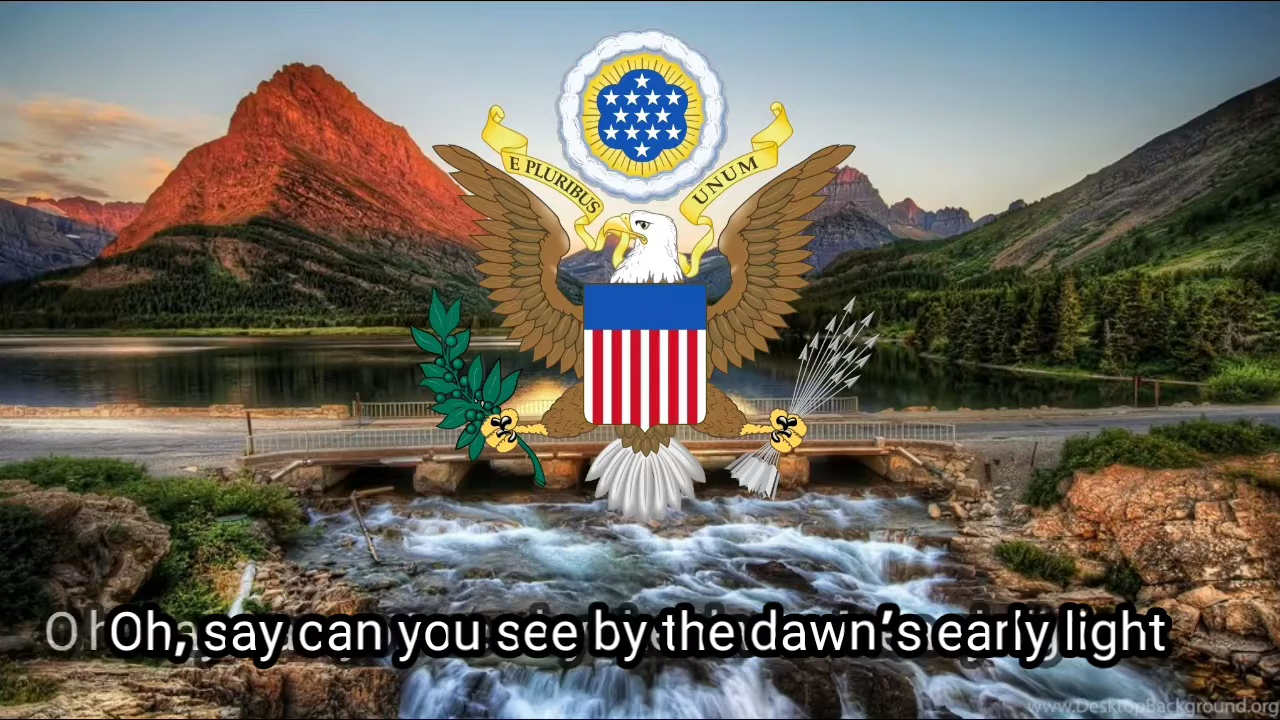 E PLURIBUS UNUM
Oh, say can you see by the dawn's early light
www.DesktopBackground.org